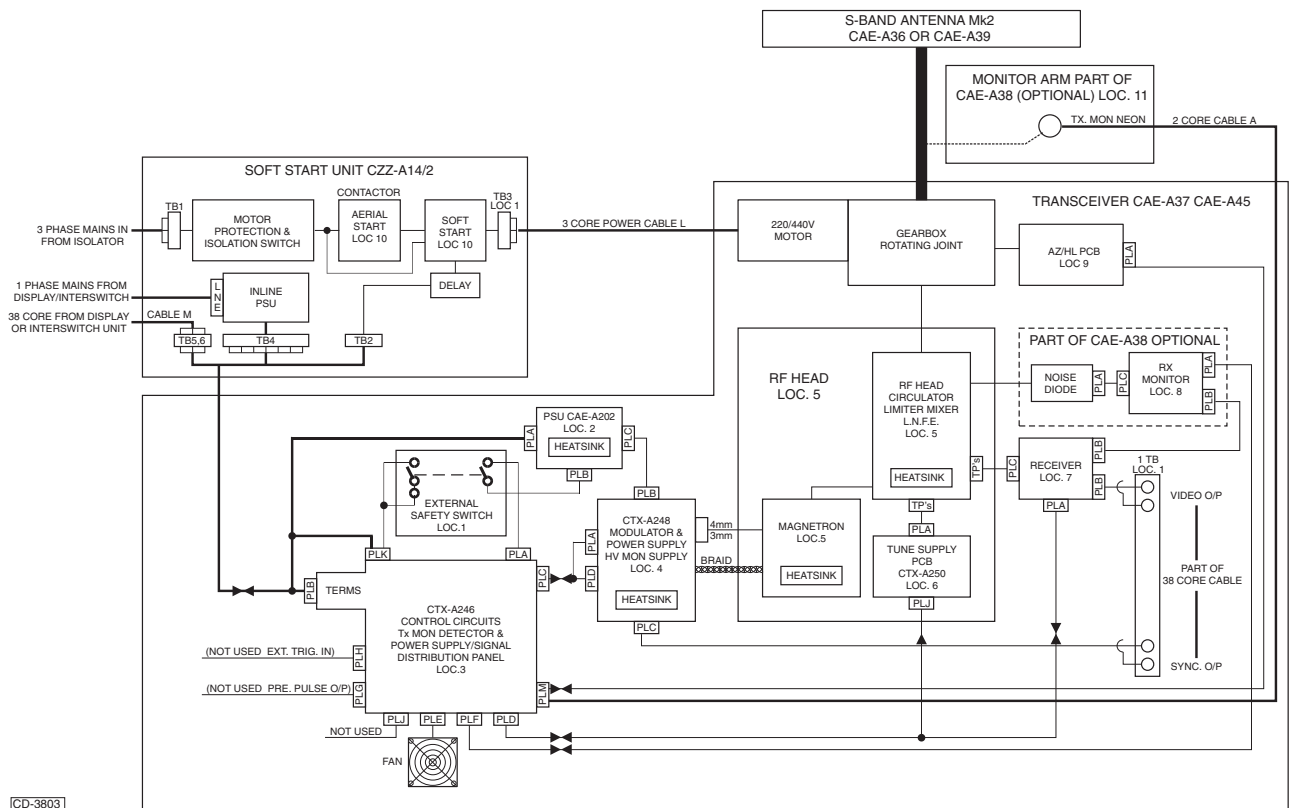 S-BAND ANTENNA Mk2
CAE-A36 OR CAE-A39
MONITOR ARM PART OF
CAE-A38 (OPTIONAL) LOC. 11
TX. MON NEON
2 CORE CABLE A
SOFT START UNIT CZZ-A14/2
TB1
MOTOR
PROTECTION &
ISOLATION SWITCH
CONTACTOR
AERIAL
START
LOC 10
SOFT
START
LOC 10
TB3
LOC 1
3 PHASE MAINS IN
FROM ISOLATOR
3 CORE POWER CABLE L
DELAY
1 PHASE MAINS FROM
DISPLAY/INTERSWITCH
L
N
E
INLINE
PSU
38 CORE FROM DISPLAY
OR INTERSWITCH UNIT
CABLE M
TB5,6
TB4
TB2
TRANSCEIVER CAE-A37 CAE-A45
220/440V
MOTOR
GEARBOX
ROTATING JOINT
AZ/HL PCB
LOC 9
PLA
RF HEAD
LOC. 5
RF HEAD
CIRCULATOR
LIMITER MIXER
L.N.F.E.
LOC. 5
HEATSINK
TP's
TP's
PART OF CAE-A38 OPTIONAL
NOISE
DIODE
PLA
PLC
RX
MONITOR
LOC. 8
PLA
PLB
PLC
RECEIVER
LOC. 7
PLB
PLB
PLA
1 TB
LOC. 1
VIDEO O/P
PART OF
38 CORE CABLE
SYNC. O/P
PSU CAE-A202
LOC. 2
HEATSINK
PLA
PLC
PLB
EXTERNAL
SAFETY SWITCH
LOC.1
PLB
CTX-A248
MODULATOR &
POWER SUPPLY
HV MON SUPPLY
LOC. 4
HEATSINK
PLA
PLD
PLC
4mm
3mm
BRAID
MAGNETRON
LOC.5
HEATSINK
PLA
TUNE SUPPLY
PCB
CTX-A250
LOC. 6
PLJ
PLK
PLA
PLC
PLB
TERMS
CTX-A246
CONTROL CIRCUITS
Tx MON DETECTOR &
POWER SUPPLY/SIGNAL
DISTRIBUTION PANEL
LOC.3
(NOT USED EXT. TRIG. IN)
PLH
(NOT USED PRE. PULSE O/P)
PLG
PLM
PLJ
PLE
PLF
PLD
NOT USED
FAN
CD-3803